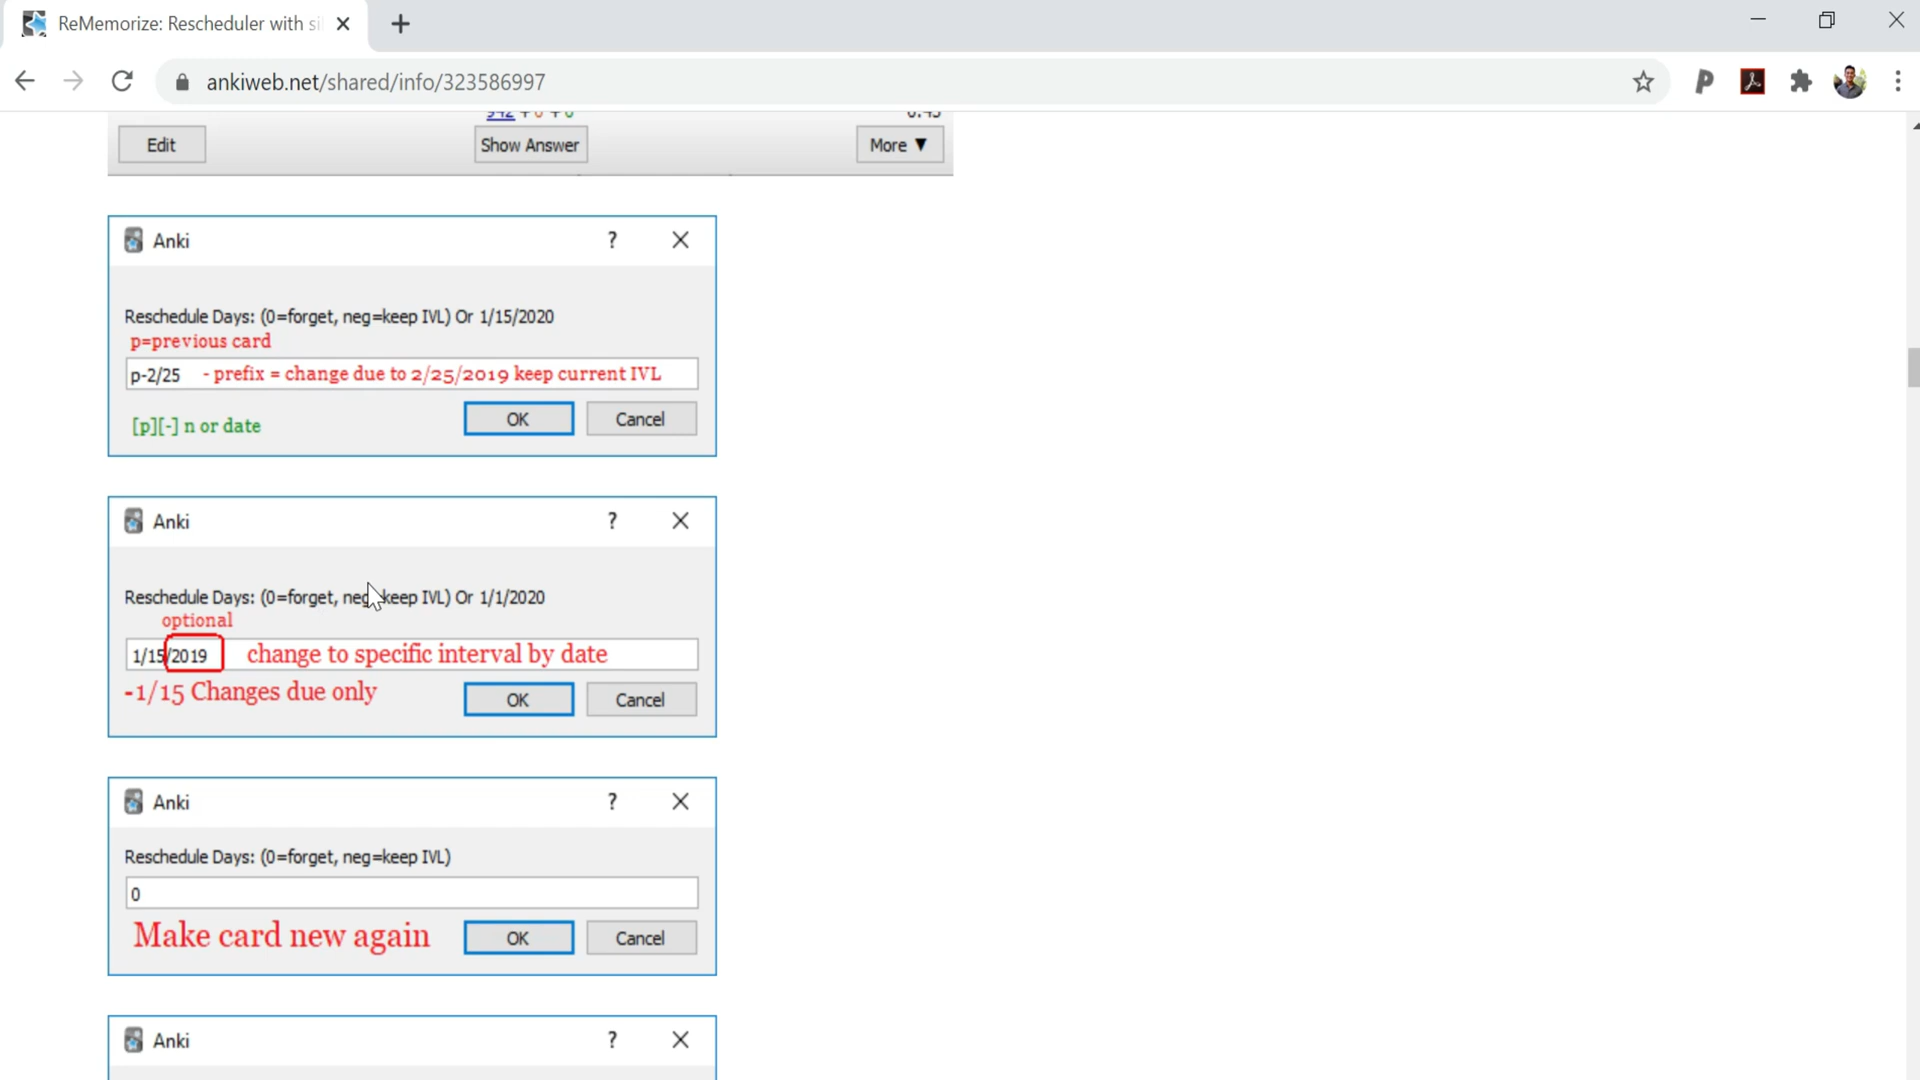 ReMemorize: Rescheduler with si
ankiweb.net/shared/info/323586997
942 + 0 + 0
Edit
Show Answer
More ▼
Anki
?
Reschedule Days: (0=forget, neg=keep IVL) Or 1/15/2020
p=previous card
p-2/25 - prefix = change due to 2/25/2019 keep current IVL
[p][-] n or date
OK
Cancel
Anki
?
Reschedule Days: (0=forget, neg=keep IVL) Or 1/1/2020
optional
1/15/2019 change to specific interval by date
-1/15 Changes due only
OK
Cancel
Anki
?
Reschedule Days: (0=forget, neg=keep IVL)
0
Make card new again
OK
Cancel
Anki
?